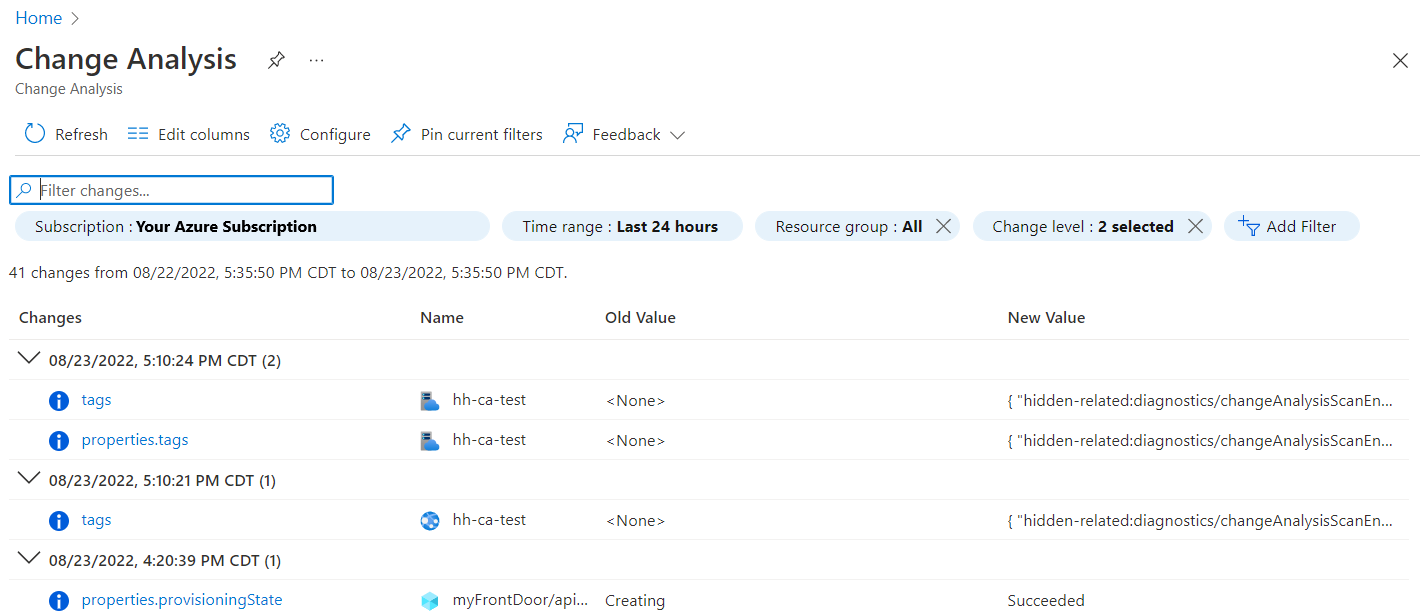 Home
Change Analysis ...
Change Analysis
Refresh Edit columns Configure Pin current filters Feedback
Filter changes...
Subscription : Your Azure Subscription Time range : Last 24 hours Resource group : All Change level : 2 selected Add Filter
41 changes from 08/22/2022, 5:35:50 PM CDT to 08/23/2022, 5:35:50 PM CDT.
Changes Name Old Value New Value
08/23/2022, 5:10:24 PM CDT (2)
tags hh-ca-test <None> { "hidden-related:diagnostics/changeAnalysisScanEn...
properties.tags hh-ca-test <None> { "hidden-related:diagnostics/changeAnalysisScanEn...
08/23/2022, 5:10:21 PM CDT (1)
tags hh-ca-test <None> { "hidden-related:diagnostics/changeAnalysisScanEn...
08/23/2022, 4:20:39 PM CDT (1)
properties.provisioningState myFrontDoor/api... Creating Succeeded